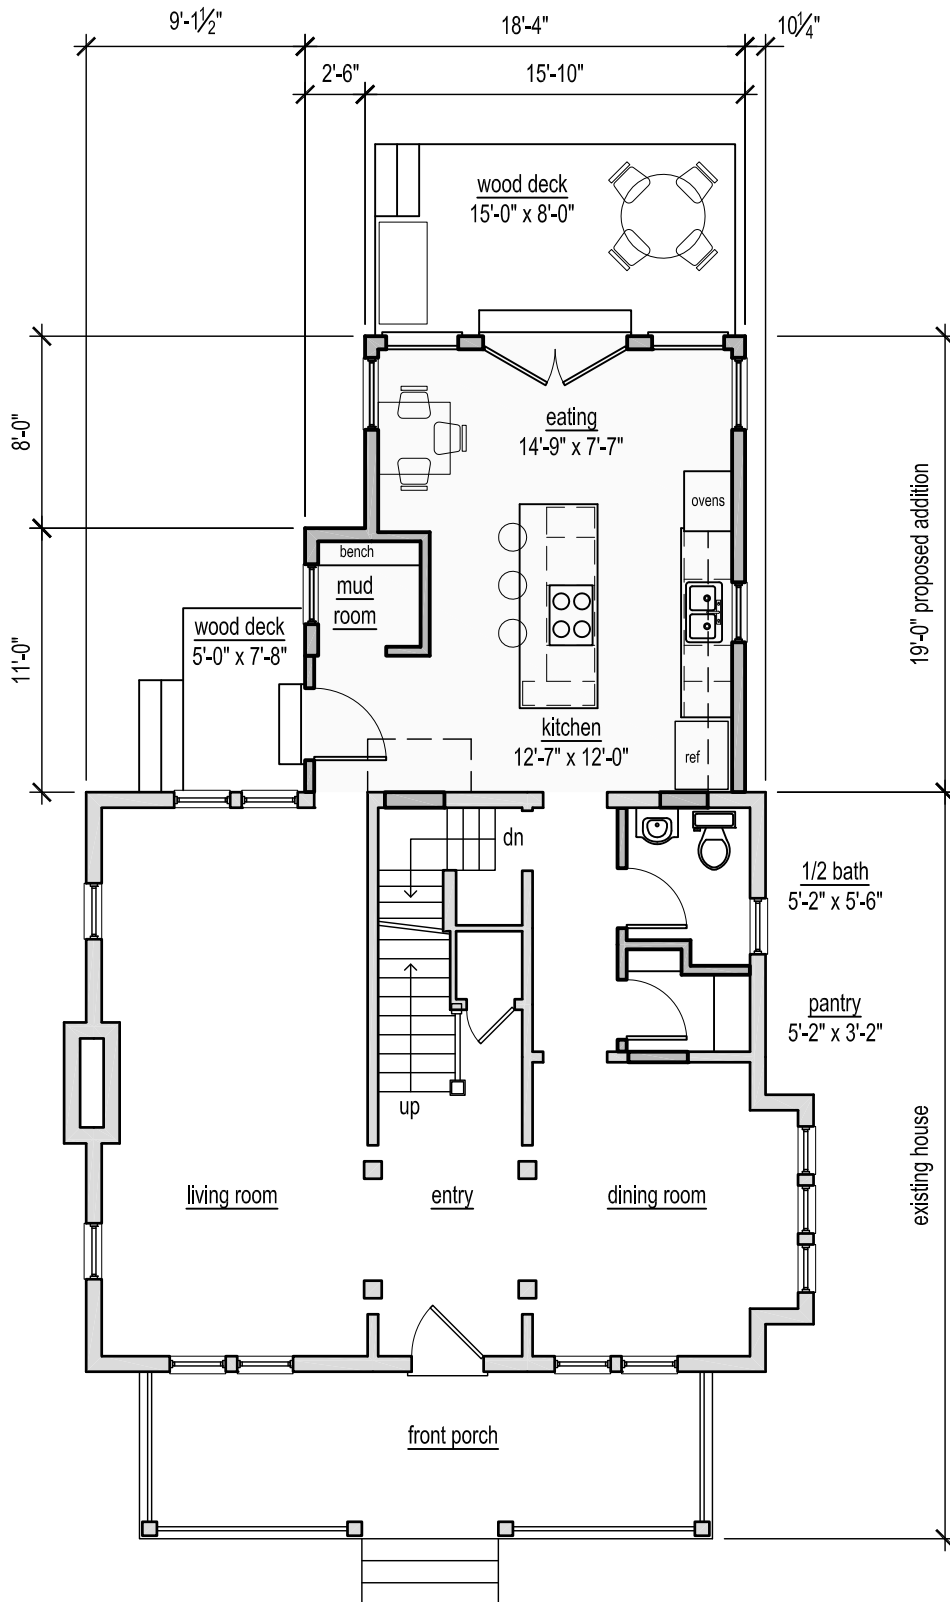 9'-1½"
18'-4"
10¼"
2'-6"
15'-10"
wood deck
15'-0" x 8'-0"
8'-0"
eating
14'-9" x 7'-7"
ovens
19'-0" proposed addition
bench
mud
room
wood deck
5'-0" x 7'-8"
11'-0"
kitchen
12'-7" x 12'-0"
ref
dn
1/2 bath
5'-2" x 5'-6"
pantry
5'-2" x 3'-2"
up
existing house
living room
entry
dining room
front porch